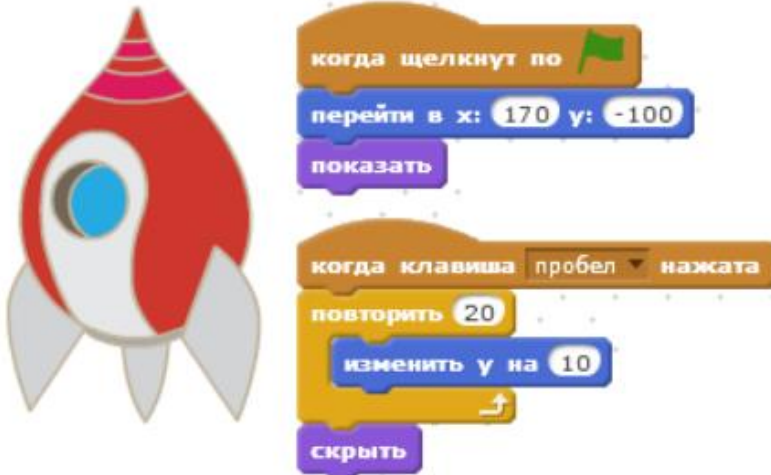 когда щелкнут по
перейти в x: 170 y: -100
показать
когда клавиша пробел нажата
повторить 20
изменить y на 10
скрыть